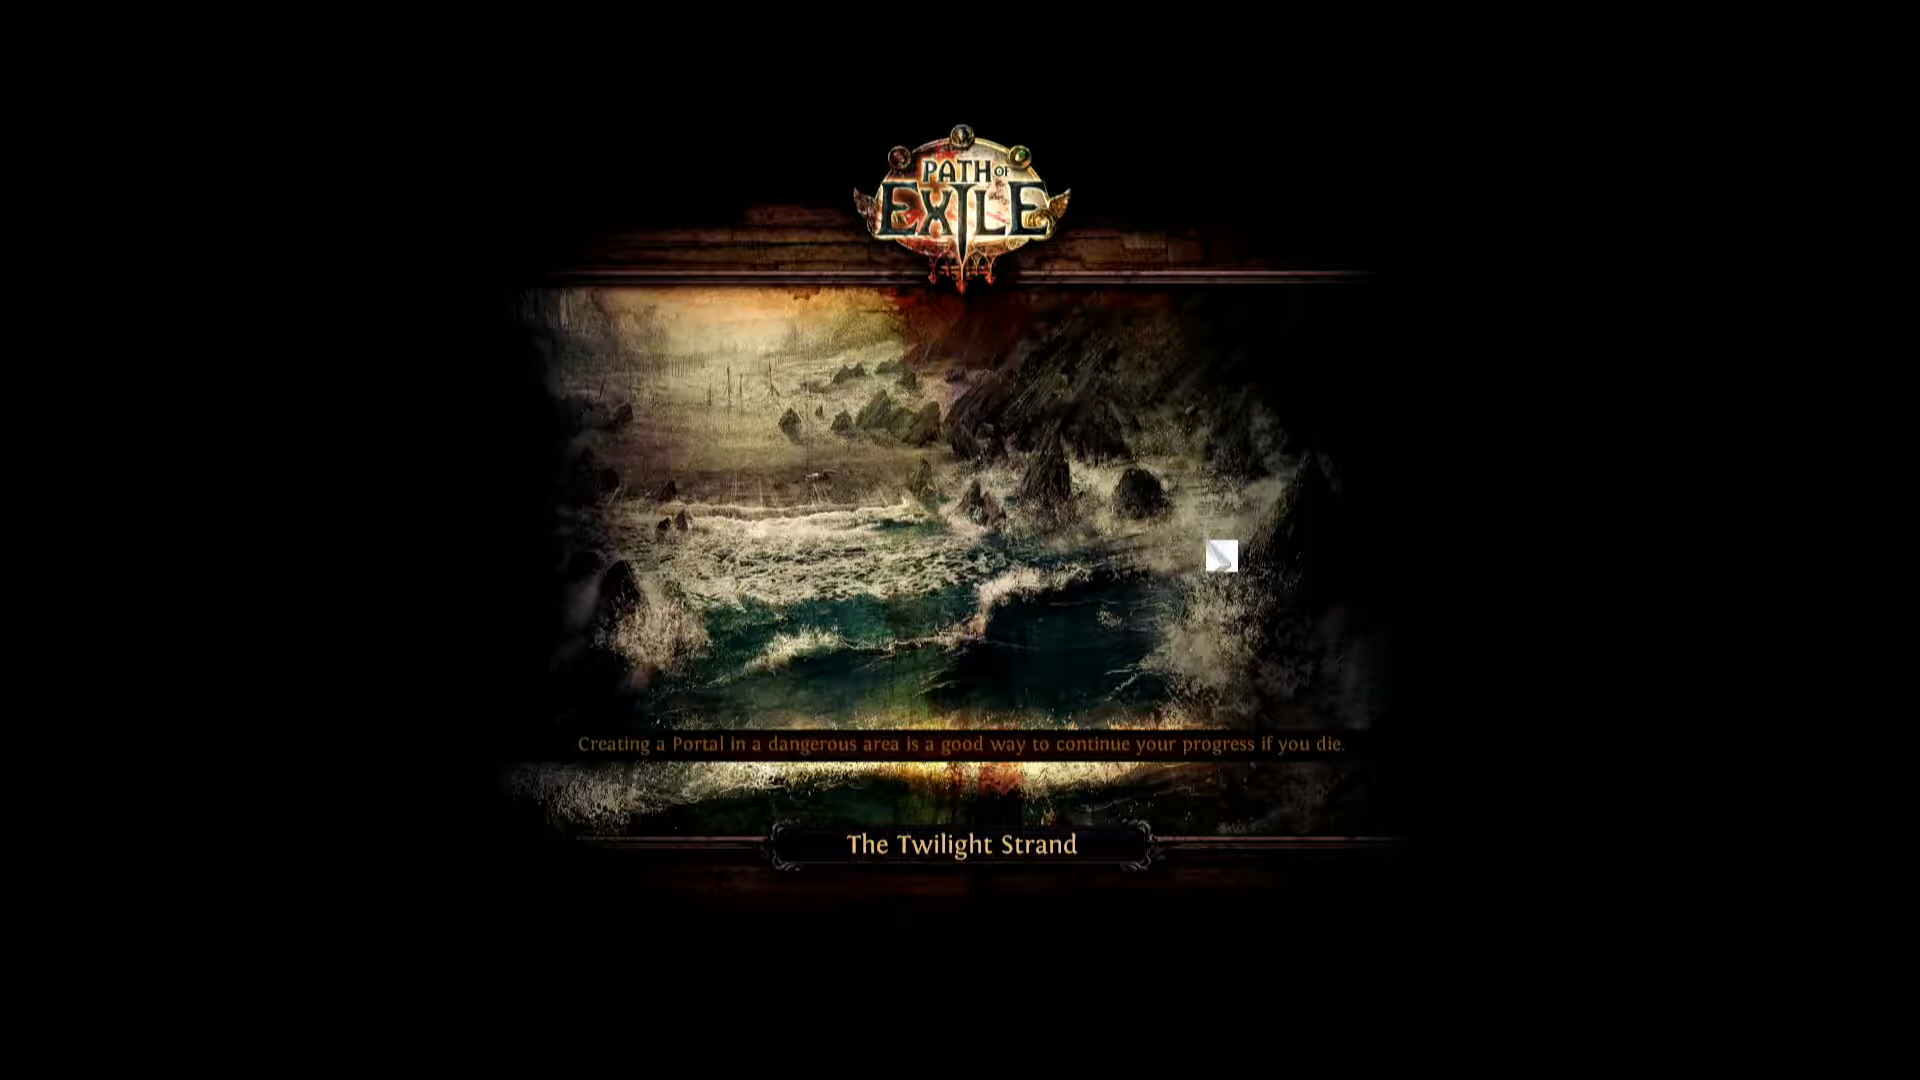 PATH OF
EXILE
Creating a Portal in a dangerous area is a good way to continue your progress if you die.
The Twilight Strand